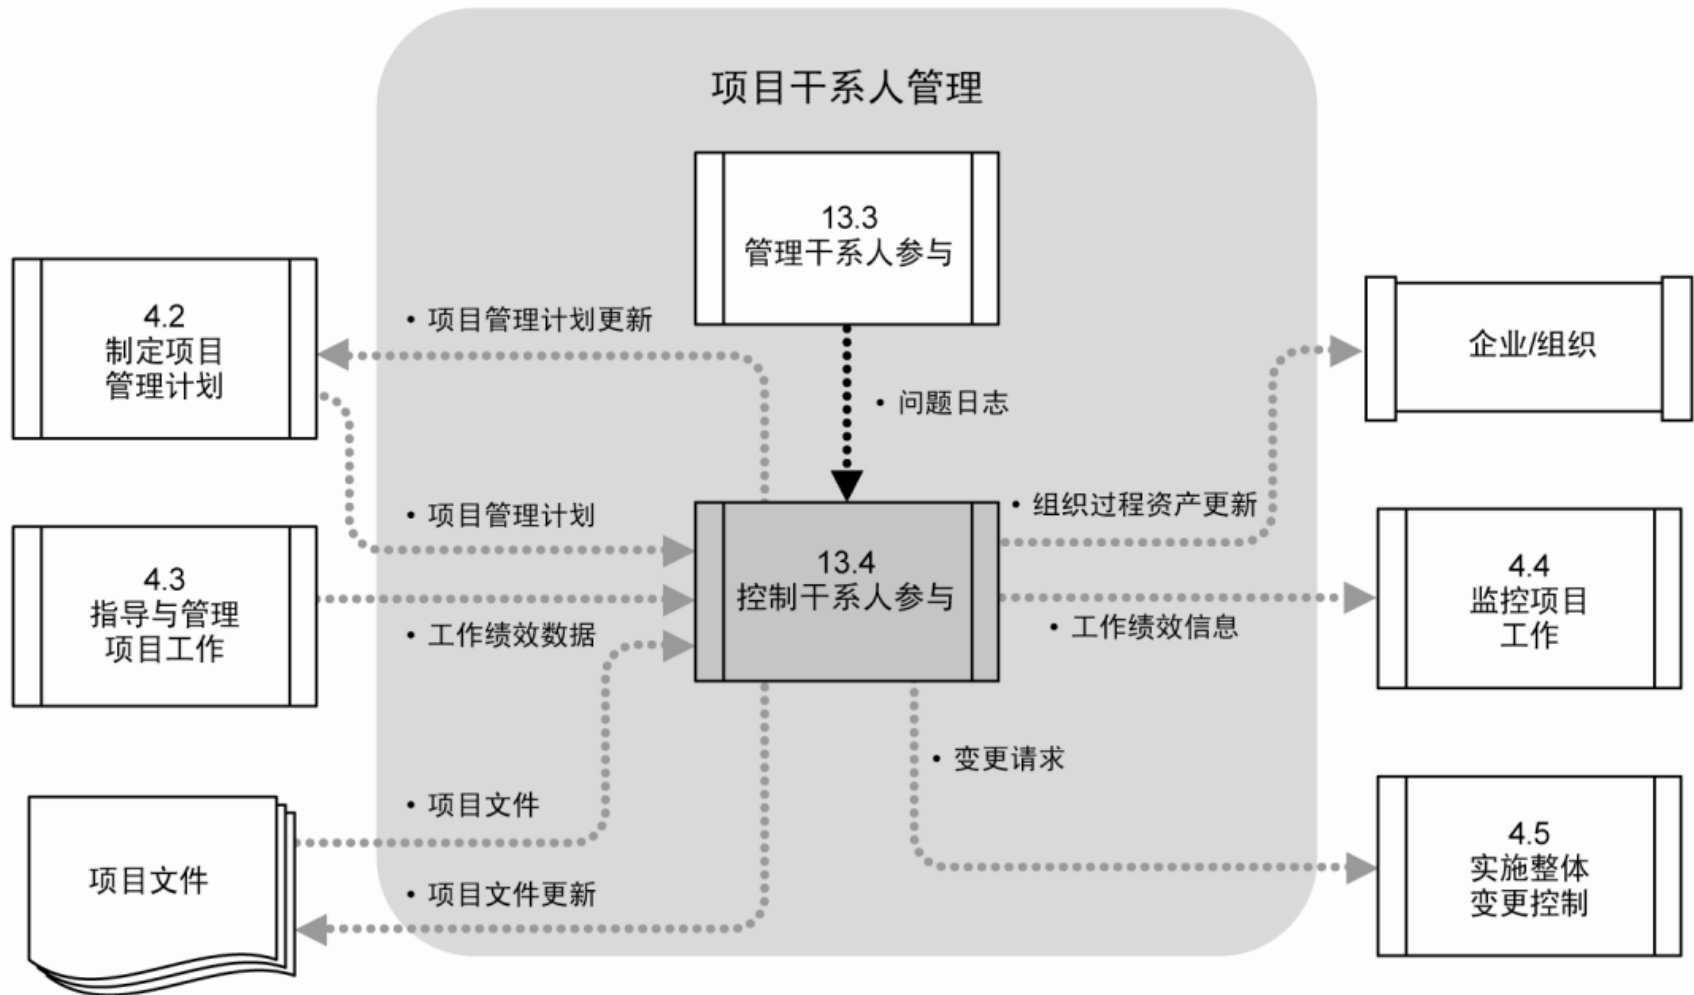 项目干系人管理
13.3
管理干系人参与
4.2
制定项目
管理计划
• 项目管理计划更新
企业/组织
• 问题日志
• 项目管理计划
• 组织过程资产更新
4.3
指导与管理
项目工作
13.4
控制干系人参与
4.4
监控项目
工作
• 工作绩效数据
• 工作绩效信息
• 变更请求
• 项目文件
项目文件
• 项目文件更新
4.5
实施整体
变更控制